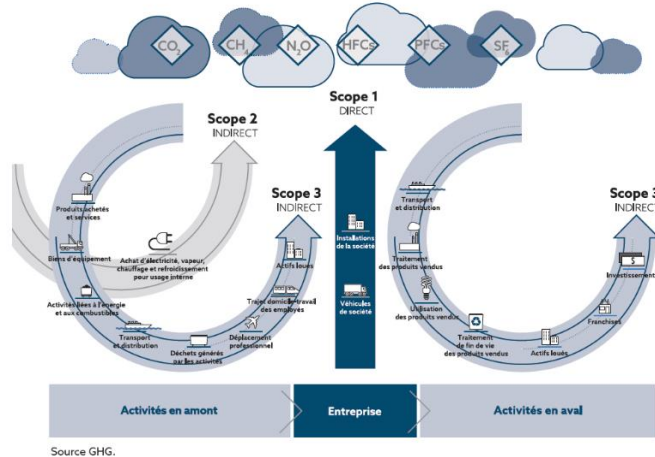 CO₂
CH₄
N₂O
HFCs
PFCs
SF₆
Scope 2
INDIRECT
Scope 1
DIRECT
Scope 3
INDIRECT
Scope 3
INDIRECT
Produits achetés
et services
Biens d'équipement
Activités liées à l'énergie
et aux combustibles
Transport
et distribution
Déchets générés
par les activités
Déplacement
professionnel
Trajet domicile-travail
des employés
Actifs loués
Achat d'électricité, vapeur,
chauffage et refroidissement
pour usage interne
Installations
de la société
Véhicules
de société
Transport
et distribution
Traitement
des produits vendus
Utilisation
des produits vendus
Traitement
de fin de vie
des produits vendus
Actifs loués
Franchises
Investissement
Activités en amont
Entreprise
Activités en aval
Source GHG.